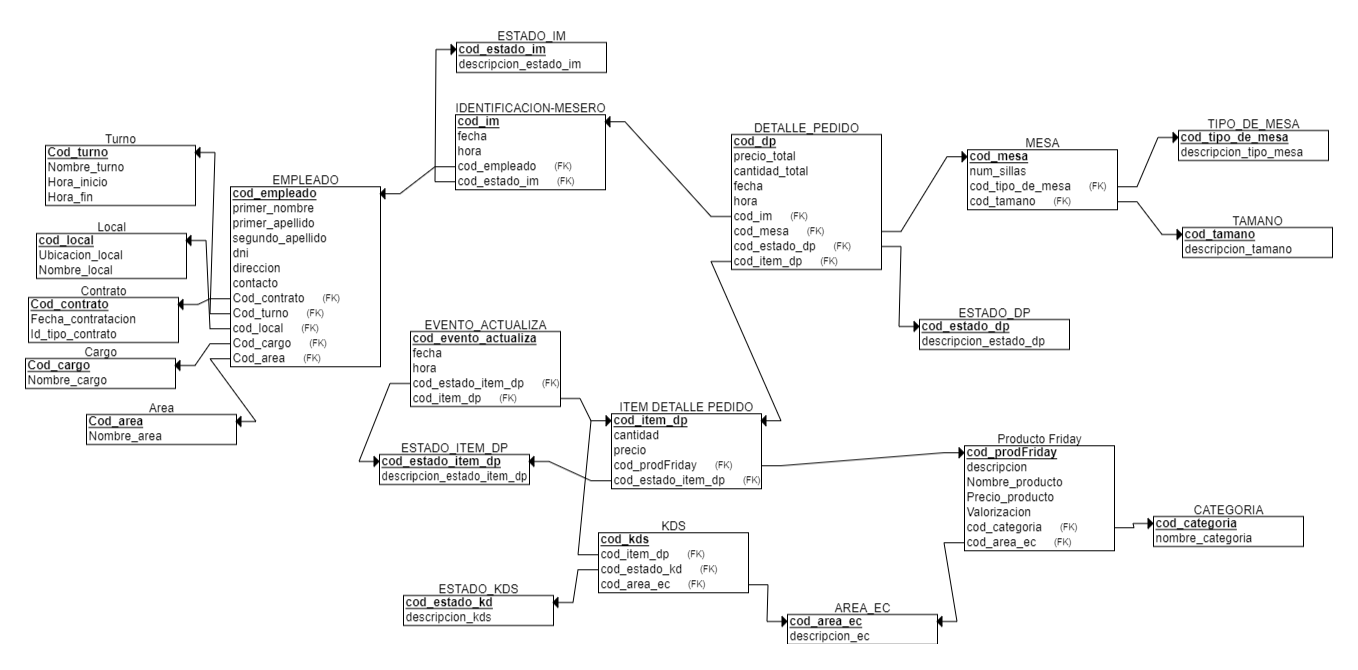 ESTADO_IM
cod_estado_im
descripcion_estado_im
IDENTIFICACION-MESERO
cod_im
fecha
hora
cod_empleado (FK)
cod_estado_im (FK)
Turno
Cod_turno
Nombre_turno
Hora_inicio
Hora_fin
Local
cod_local
Ubicacion_local
Nombre_local
Contrato
Cod_contrato
Fecha_contratacion
Id_tipo_contrato
Cargo
Cod_cargo
Nombre_cargo
Area
Cod_area
Nombre_area
EMPLEADO
cod_empleado
primer_nombre
primer_apellido
segundo_apellido
dni
direccion
contacto
Cod_contrato (FK)
Cod_turno (FK)
cod_local (FK)
Cod_cargo (FK)
Cod_area (FK)
DETALLE_PEDIDO
cod_dp
precio_total
cantidad_total
fecha
hora
cod_im (FK)
cod_mesa (FK)
cod_estado_dp (FK)
cod_item_dp (FK)
MESA
cod_mesa
num_sillas
cod_tipo_de_mesa (FK)
cod_tamano (FK)
TIPO_DE_MESA
cod_tipo_de_mesa
descripcion_tipo_mesa
TAMANO
cod_tamano
descripcion_tamano
ESTADO_DP
cod_estado_dp
descripcion_estado_dp
EVENTO_ACTUALIZA
cod_evento_actualiza
fecha
hora
cod_estado_item_dp (FK)
cod_item_dp (FK)
ESTADO_ITEM_DP
cod_estado_item_dp
descripcion_estado_item_dp
ITEM DETALLE PEDIDO
cod_item_dp
cantidad
precio
cod_prodFriday (FK)
cod_estado_item_dp (FK)
Producto Friday
cod_prodFriday
descripcion
Nombre_producto
Precio_producto
Valorizacion
cod_categoria (FK)
cod_area_ec (FK)
CATEGORIA
cod_categoria
nombre_categoria
KDS
cod_kds
cod_item_dp (FK)
cod_estado_kd (FK)
cod_area_ec (FK)
ESTADO_KDS
cod_estado_kd
descripcion_kds
AREA_EC
cod_area_ec
descripcion_ec